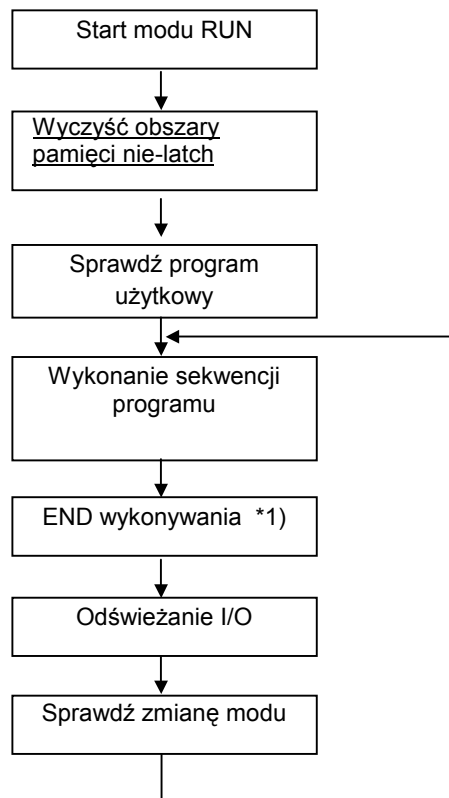 Start modu RUN
Wyczyść obszary
pamięci nie-latch
Sprawdź program
użytkowy
Wykonanie sekwencji
programu
END wykonywania *1)
Odświeżanie I/O
Sprawdź zmianę modu